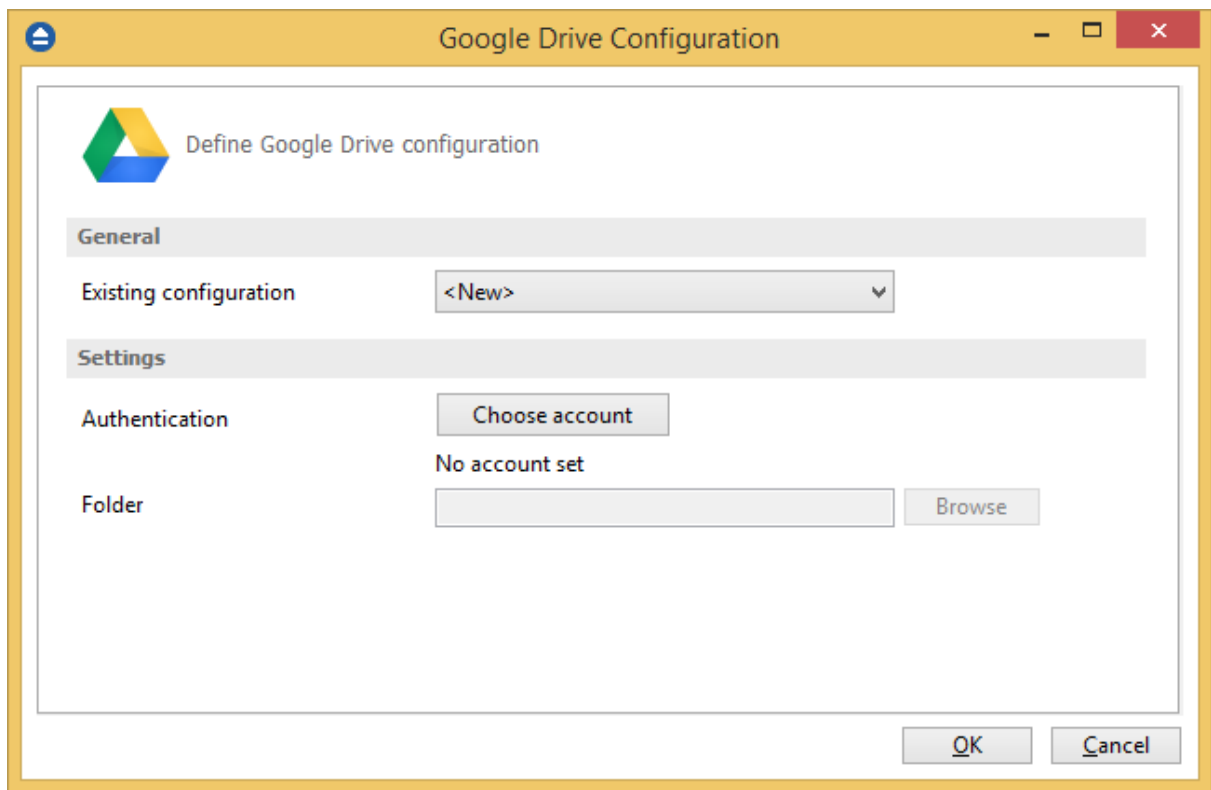 Google Drive Configuration
Define Google Drive configuration
General
Existing configuration <New>
Settings
Authentication Choose account
No account set
Folder Browse
OK Cancel